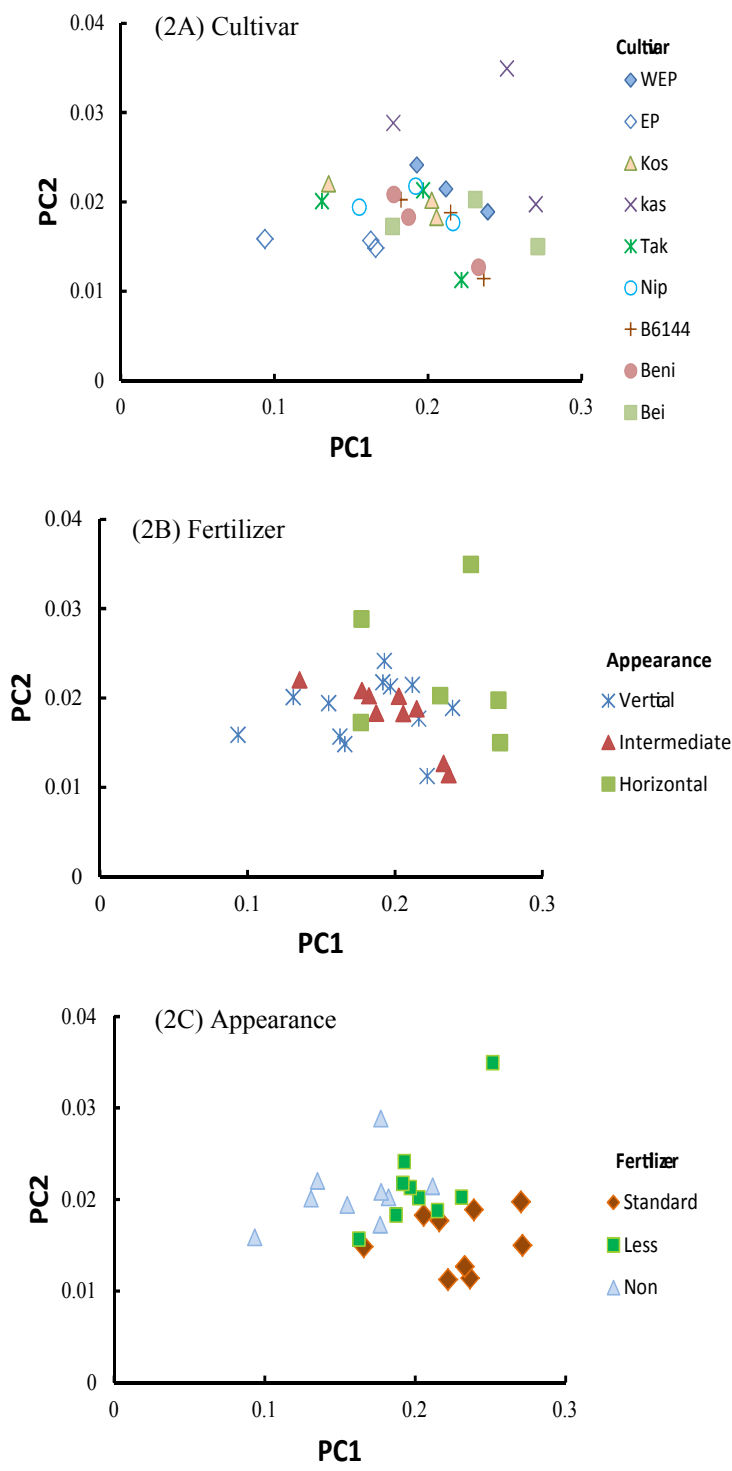 (2A) Cultivar
0.04
0.03
0.02
0.01
0
PC2
0
0.1
0.2
0.3
PC1
Cultivar
WEP
EP
Kos
kas
Tak
Nip
B6144
Beni
Bei
(2B) Fertilizer
0.04
0.03
0.02
0.01
0
PC2
0
0.1
0.2
0.3
PC1
Appearance
Vertical
Intermediate
Horizontal
(2C) Appearance
0.04
0.03
0.02
0.01
0
PC2
0
0.1
0.2
0.3
PC1
Fertilizer
Standard
Less
Non